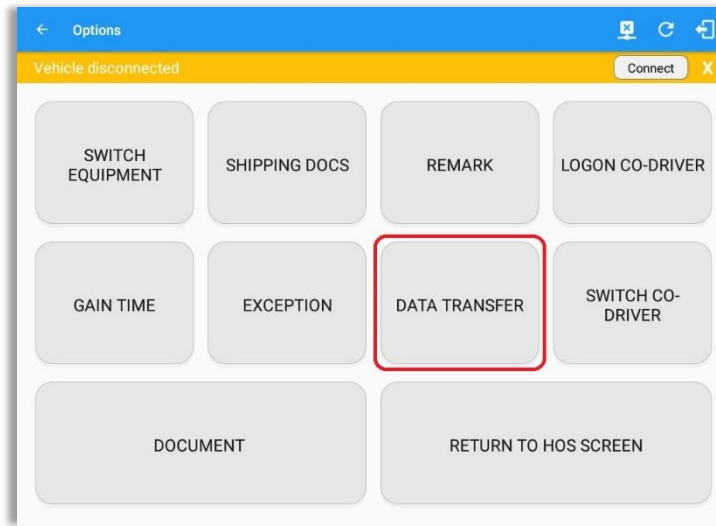 Options
Vehicle disconnected
Connect X
SWITCH
EQUIPMENT
SHIPPING DOCS
REMARK
LOGON CO-DRIVER
GAIN TIME
EXCEPTION
DATA TRANSFER
SWITCH CO-
DRIVER
DOCUMENT
RETURN TO HOS SCREEN